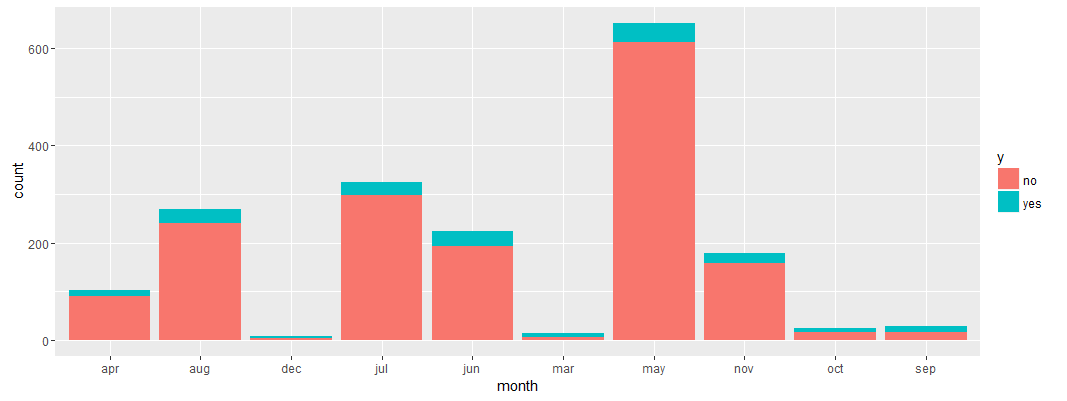 600
400
200
0
count
apr aug dec jul jun mar may nov oct sep
month
y
no
yes